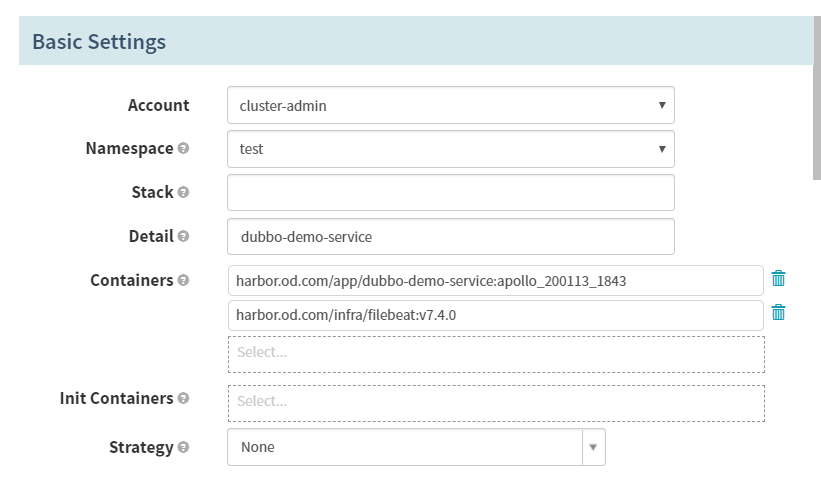 Basic Settings
Account cluster-admin
Namespace test
Stack
Detail dubbo-demo-service
Containers harbor.od.com/app/dubbo-demo-service:apollo_200113_1843
harbor.od.com/infra/filebeat:v7.4.0
Select...
Init Containers Select...
Strategy None